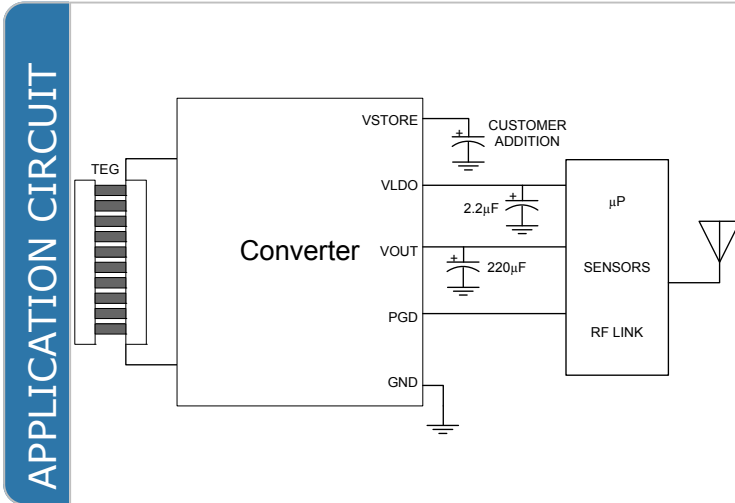 APPLICATION CIRCUIT
TEG
Converter
VSTORE
CUSTOMER
ADDITION
VLDO
2.2μF
VOUT
220μF
PGD
GND
μP
SENSORS
RF LINK